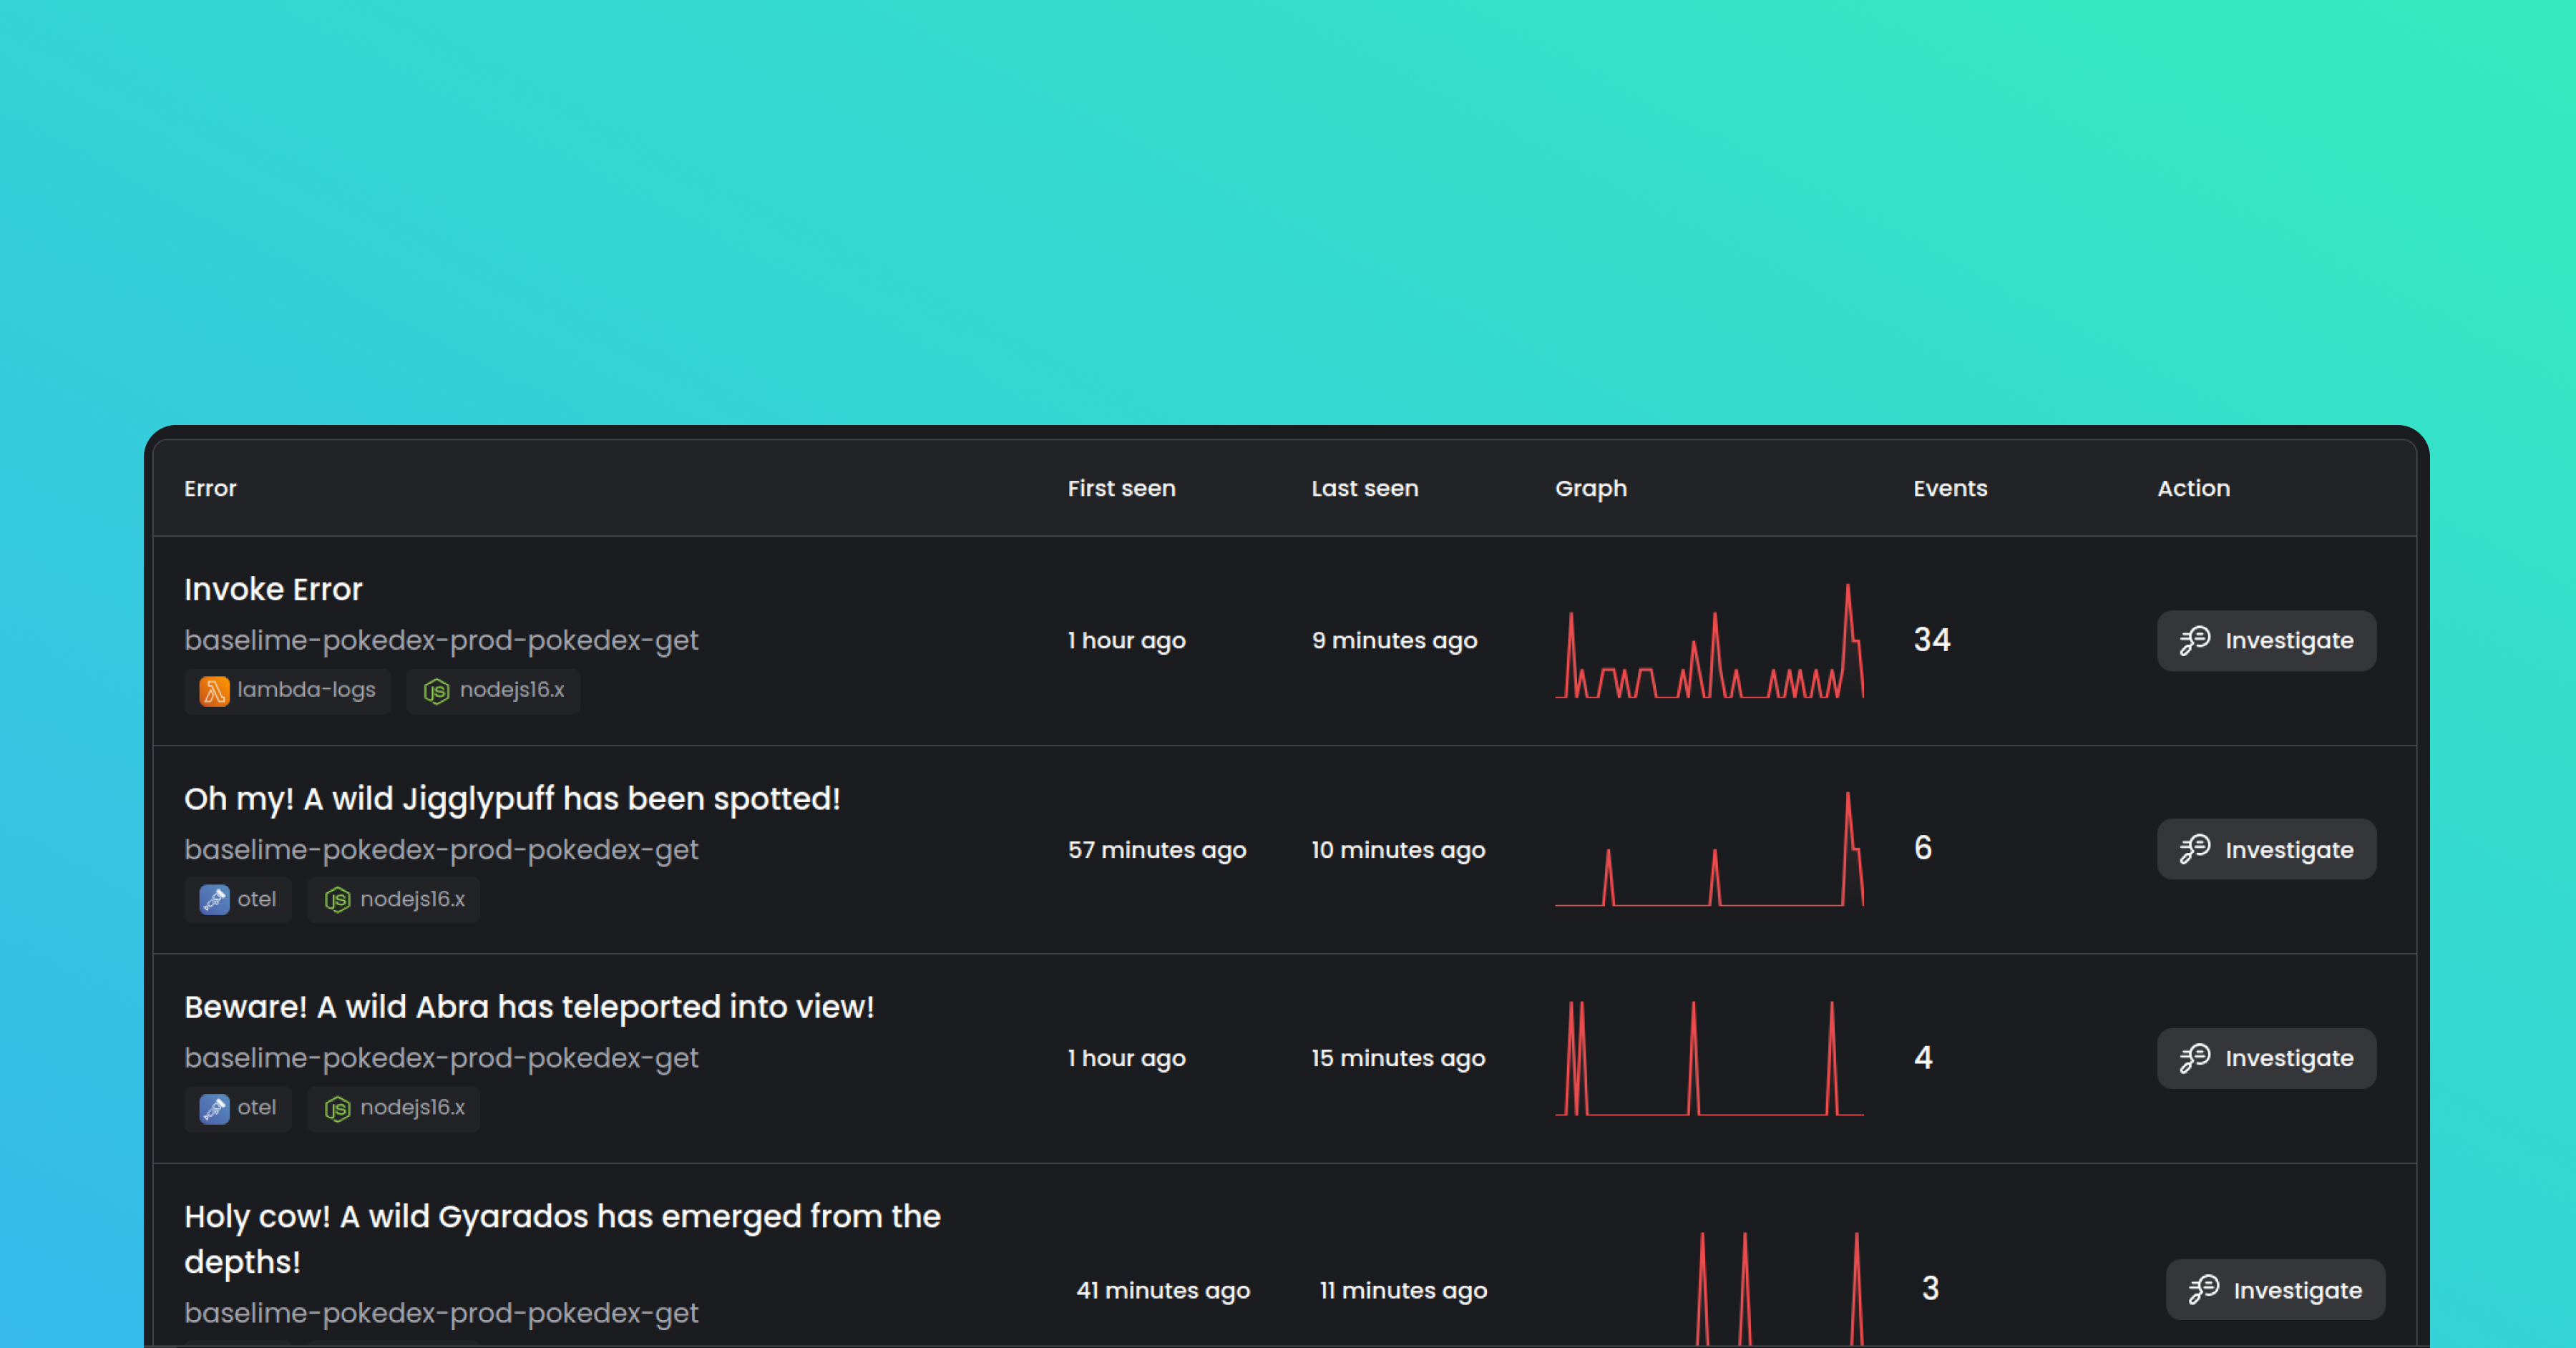 Error First seen Last seen Graph Events Action
Invoke Error
baselime-pokedex-prod-pokedex-get
1 hour ago 9 minutes ago 34 Investigate
lambda-logs nodejs16.x
Oh my! A wild Jigglypuff has been spotted!
baselime-pokedex-prod-pokedex-get
57 minutes ago 10 minutes ago 6 Investigate
otel nodejs16.x
Beware! A wild Abra has teleported into view!
baselime-pokedex-prod-pokedex-get
1 hour ago 15 minutes ago 4 Investigate
otel nodejs16.x
Holy cow! A wild Gyarados has emerged from the
depths!
41 minutes ago 11 minutes ago 3 Investigate
baselime-pokedex-prod-pokedex-get